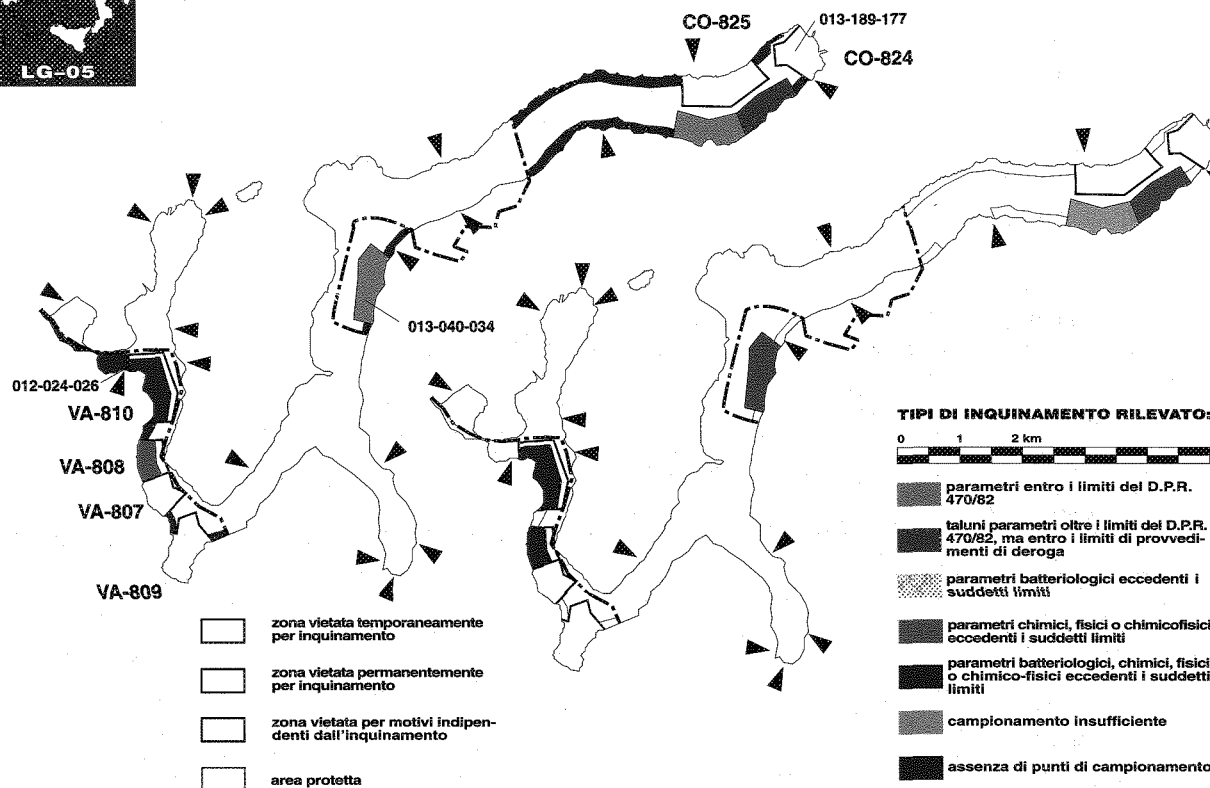 LG-05
CO-825
013-189-177
CO-824
013-040-034
012-024-026
VA-810
VA-808
VA-807
VA-809
zona vietata temporaneamente
per inquinamento
zona vietata permanentemente
per inquinamento
zona vietata per motivi indipen-
denti dall'inquinamento
area protetta
TIPI DI INQUINAMENTO RILEVATO:
0 1 2 km
parametri entro i limiti del D.P.R.
470/82
taluni parametri oltre i limiti del D.P.R.
470/82, ma entro i limiti di provvedi-
menti di deroga
parametri batteriologici eccedenti i
suddetti limiti
parametri chimici, fisici o chimicofisici
eccedenti i suddetti limiti
parametri batteriologici, chimici, fisici
o chimico-fisici eccedenti i suddetti
limiti
campionamento insufficiente
assenza di punti di campionamento